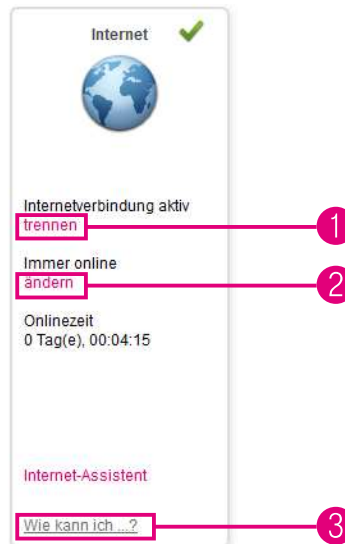 Internet
Internetverbindung aktiv
trennen
1
Immer online
ändern
2
Onlinezeit
0 Tag(e), 00:04:15
Internet-Assistent
Wie kann ich ...?
3